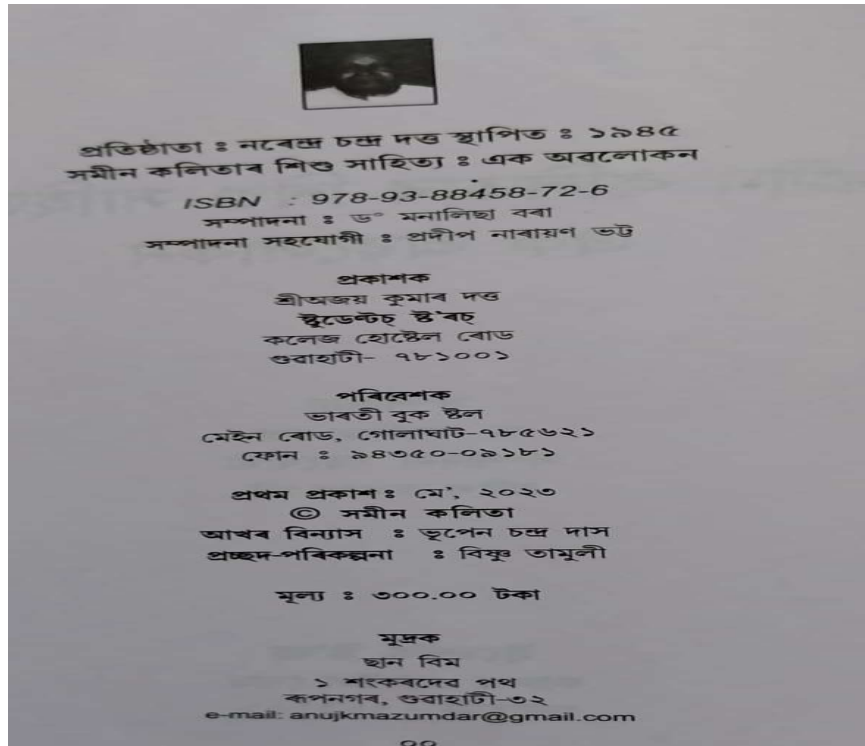 প্ৰতিষ্ঠাতা ঃ নৰেন্দ্ৰ চন্দ্ৰ দত্ত স্থাপিত ঃ ১৯৪৫
সমীন কলিতাৰ শিশু সাহিত্য ঃ এক অৱলোকন
ISBN : 978-93-88458-72-6
সম্পাদনা ঃ ড° মনালিছা বৰা
সম্পাদনা সহযোগী ঃ প্ৰদীপ নাৰায়ণ ভট্ট
প্ৰকাশক
শ্ৰীঅজয় কুমাৰ দত্ত
ষ্টুডেণ্টচ্ ষ্ট'ৰচ্
কলেজ হোষ্টেল ৰোড
গুৱাহাটী- ৭৮১০০১
পৰিবেশক
ভাৰতী বুক ষ্টল
মেইন ৰোড, গোলাঘাট-৭৮৫৬২১
ফোন ঃ ৯৪৩৫০-০৯১৮১
প্ৰথম প্ৰকাশ ঃ মে', ২০২৩
© সমীন কলিতা
আখৰ বিন্যাস ঃ ভূপেন চন্দ্ৰ দাস
প্ৰচ্ছদ-পৰিকল্পনা ঃ বিষ্ণু তামুলী
মূল্য ঃ ৩০০.০০ টকা
মুদ্ৰক
ছান বিম
১ শংকৰদেৱ পথ
ৰূপনগৰ, গুৱাহাটী-৩২
e-mail: anujkmazumdar@gmail.com